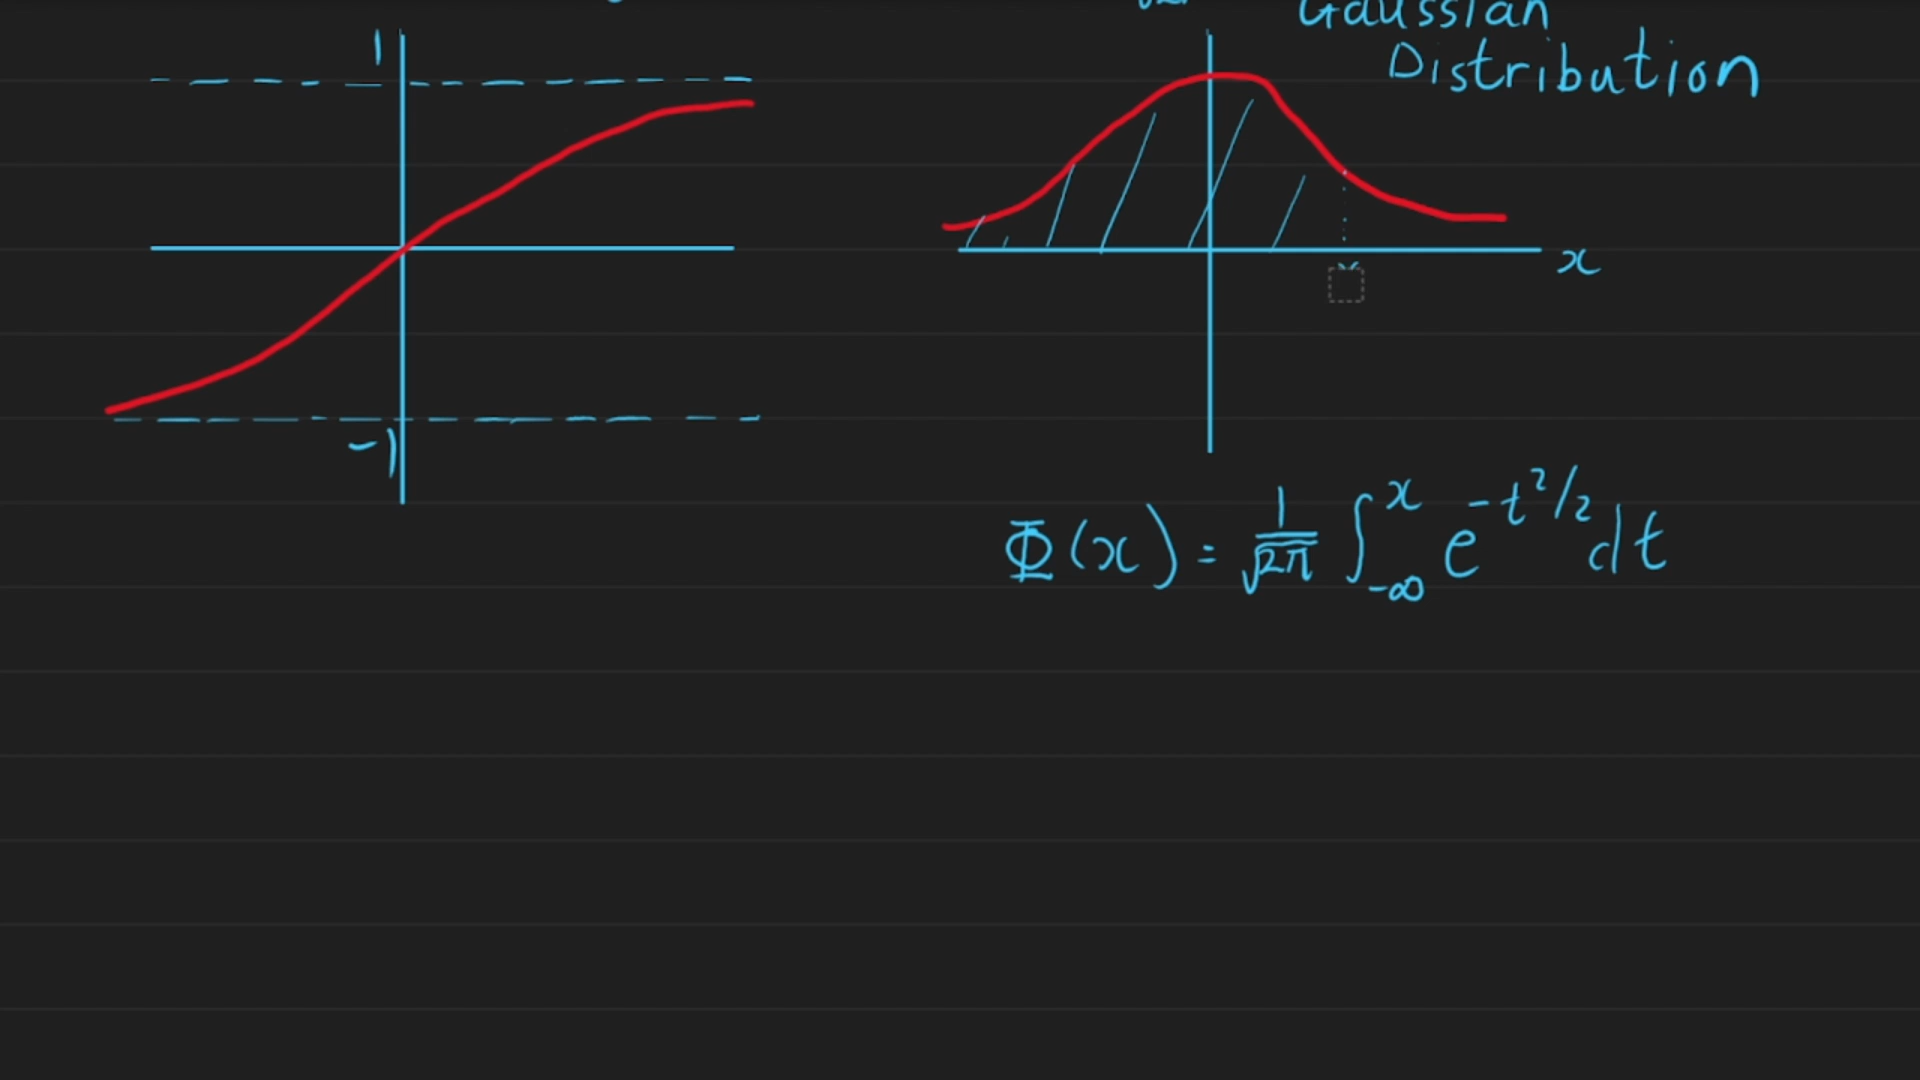 Gaussian
Distribution
1
x
-1
Φ(x) = 1/√2π ∫_{-∞}^{x} e^{-t²/2} dt